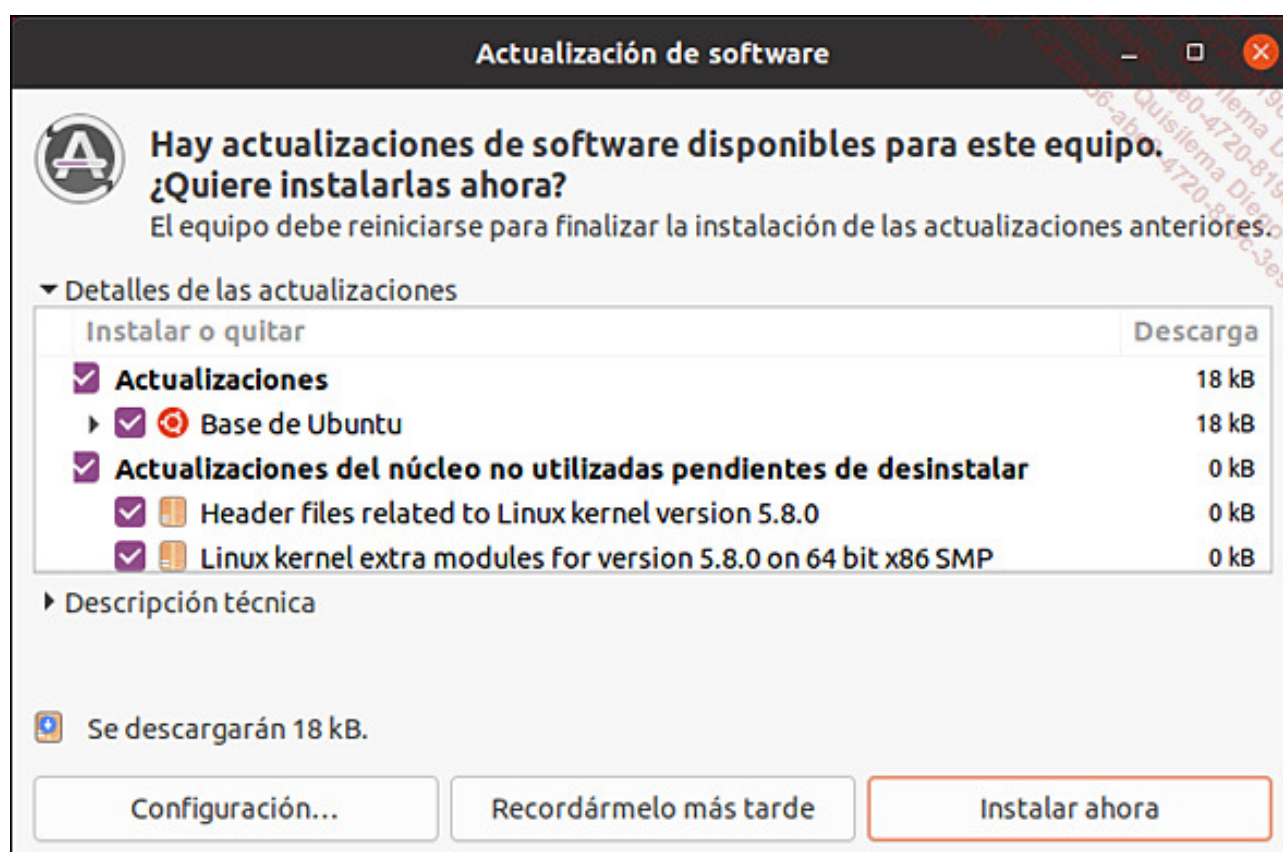 Actualización de software
Hay actualizaciones de software disponibles para este equipo.
¿Quiere instalarlas ahora?
El equipo debe reiniciarse para finalizar la instalación de las actualizaciones anteriores.
Detalles de las actualizaciones
Instalar o quitar Descarga
Actualizaciones 18 kB
Base de Ubuntu 18 kB
Actualizaciones del núcleo no utilizadas pendientes de desinstalar 0 kB
Header files related to Linux kernel version 5.8.0 0 kB
Linux kernel extra modules for version 5.8.0 on 64 bit x86 SMP 0 kB
Descripción técnica
Se descargarán 18 kB.
Configuración... Recordármelo más tarde Instalar ahora
Quisilema Diego